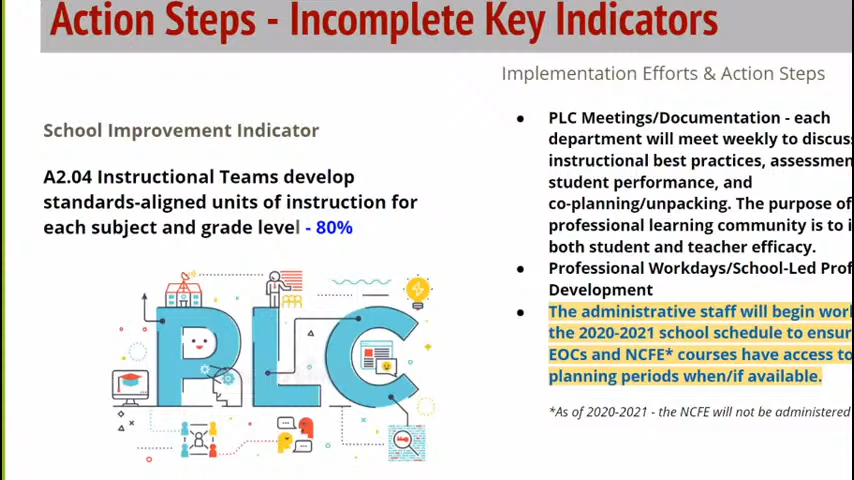 Action Steps - Incomplete Key Indicators
School Improvement Indicator
A2.04 Instructional Teams develop
standards-aligned units of instruction for
each subject and grade level - 80%
PLC
Implementation Efforts & Action Steps
PLC Meetings/Documentation - each
department will meet weekly to
instructional best practices,
student performance, and
co-planning/unpacking. The purpose of
professional learning community is to
both student and teacher efficacy.
Professional Workdays/School-Led
Development
The administrative staff will begin
the 2020-2021 school schedule to
EOCs and NCFE* courses have access to
planning periods when/if available.
*As of 2020-2021 - the NCFE will not be administered